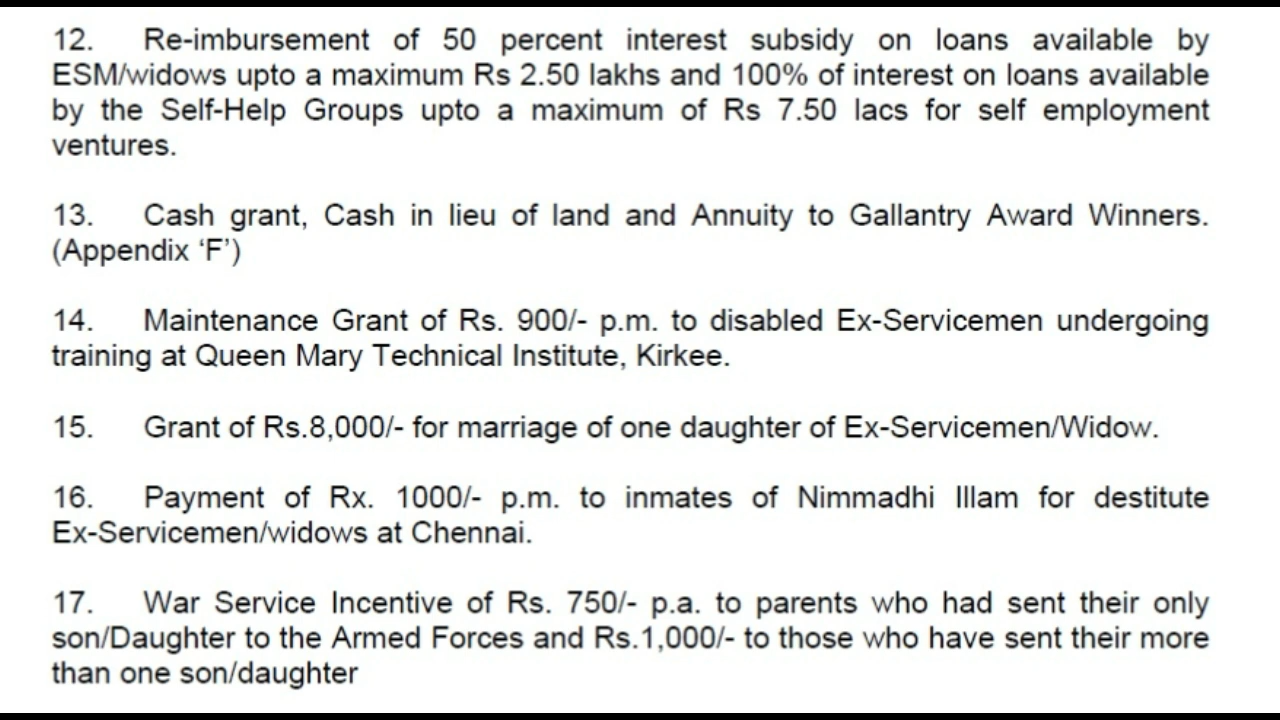 12. Re-imbursement of 50 percent interest subsidy on loans available by
ESM/widows upto a maximum Rs 2.50 lakhs and 100% of interest on loans available
by the Self-Help Groups upto a maximum of Rs 7.50 lacs for self employment
ventures.
13. Cash grant, Cash in lieu of land and Annuity to Gallantry Award Winners.
(Appendix ‘F’)
14. Maintenance Grant of Rs. 900/- p.m. to disabled Ex-Servicemen undergoing
training at Queen Mary Technical Institute, Kirkee.
15. Grant of Rs.8,000/- for marriage of one daughter of Ex-Servicemen/Widow.
16. Payment of Rx. 1000/- p.m. to inmates of Nimmadhi Illam for destitute
Ex-Servicemen/widows at Chennai.
17. War Service Incentive of Rs. 750/- p.a. to parents who had sent their only
son/Daughter to the Armed Forces and Rs.1,000/- to those who have sent their more
than one son/daughter